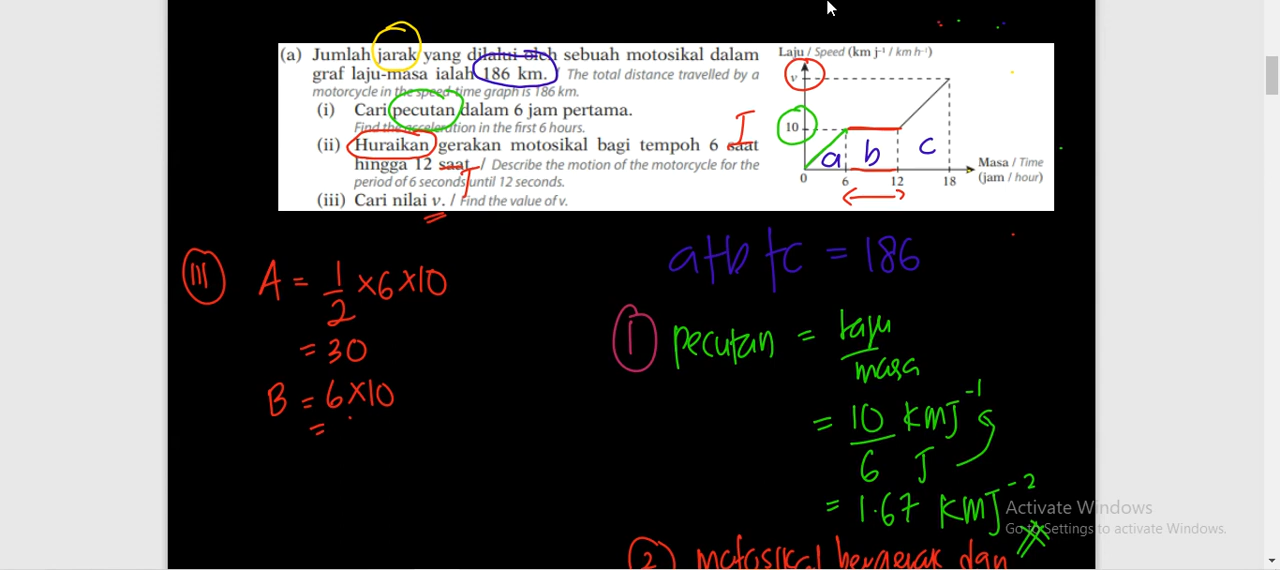 (a) Jumlah jarak yang dilalui oleh sebuah motosikal dalam
graf laju-masa ialah 186 km. / The total distance travelled by a
motorcycle in the speed-time graph is 186 km.
(i) Cari pecutan dalam 6 jam pertama.
Find the acceleration in the first 6 hours.
(ii) Huraikan gerakan motosikal bagi tempoh 6 saat
hingga 12 saat. / Describe the motion of the motorcycle for the
period of 6 seconds until 12 seconds.
(iii) Cari nilai v. / Find the value of v.
J
J
Laju / Speed (km j⁻¹ / km h⁻¹)
v
10
a b c
0 6 12 18
Masa / Time
(jam / hour)
a+b+c = 186
(III) A = 1/2 × 6 × 10
= 30
B = 6 × 10
=
(1) pecutan = laju/masa
= 10 kmJ⁻¹ / 6 J
= 1.67 kmJ⁻²
(2) motosikal bergerak dan
Activate Windows
Go to Settings to activate Windows.